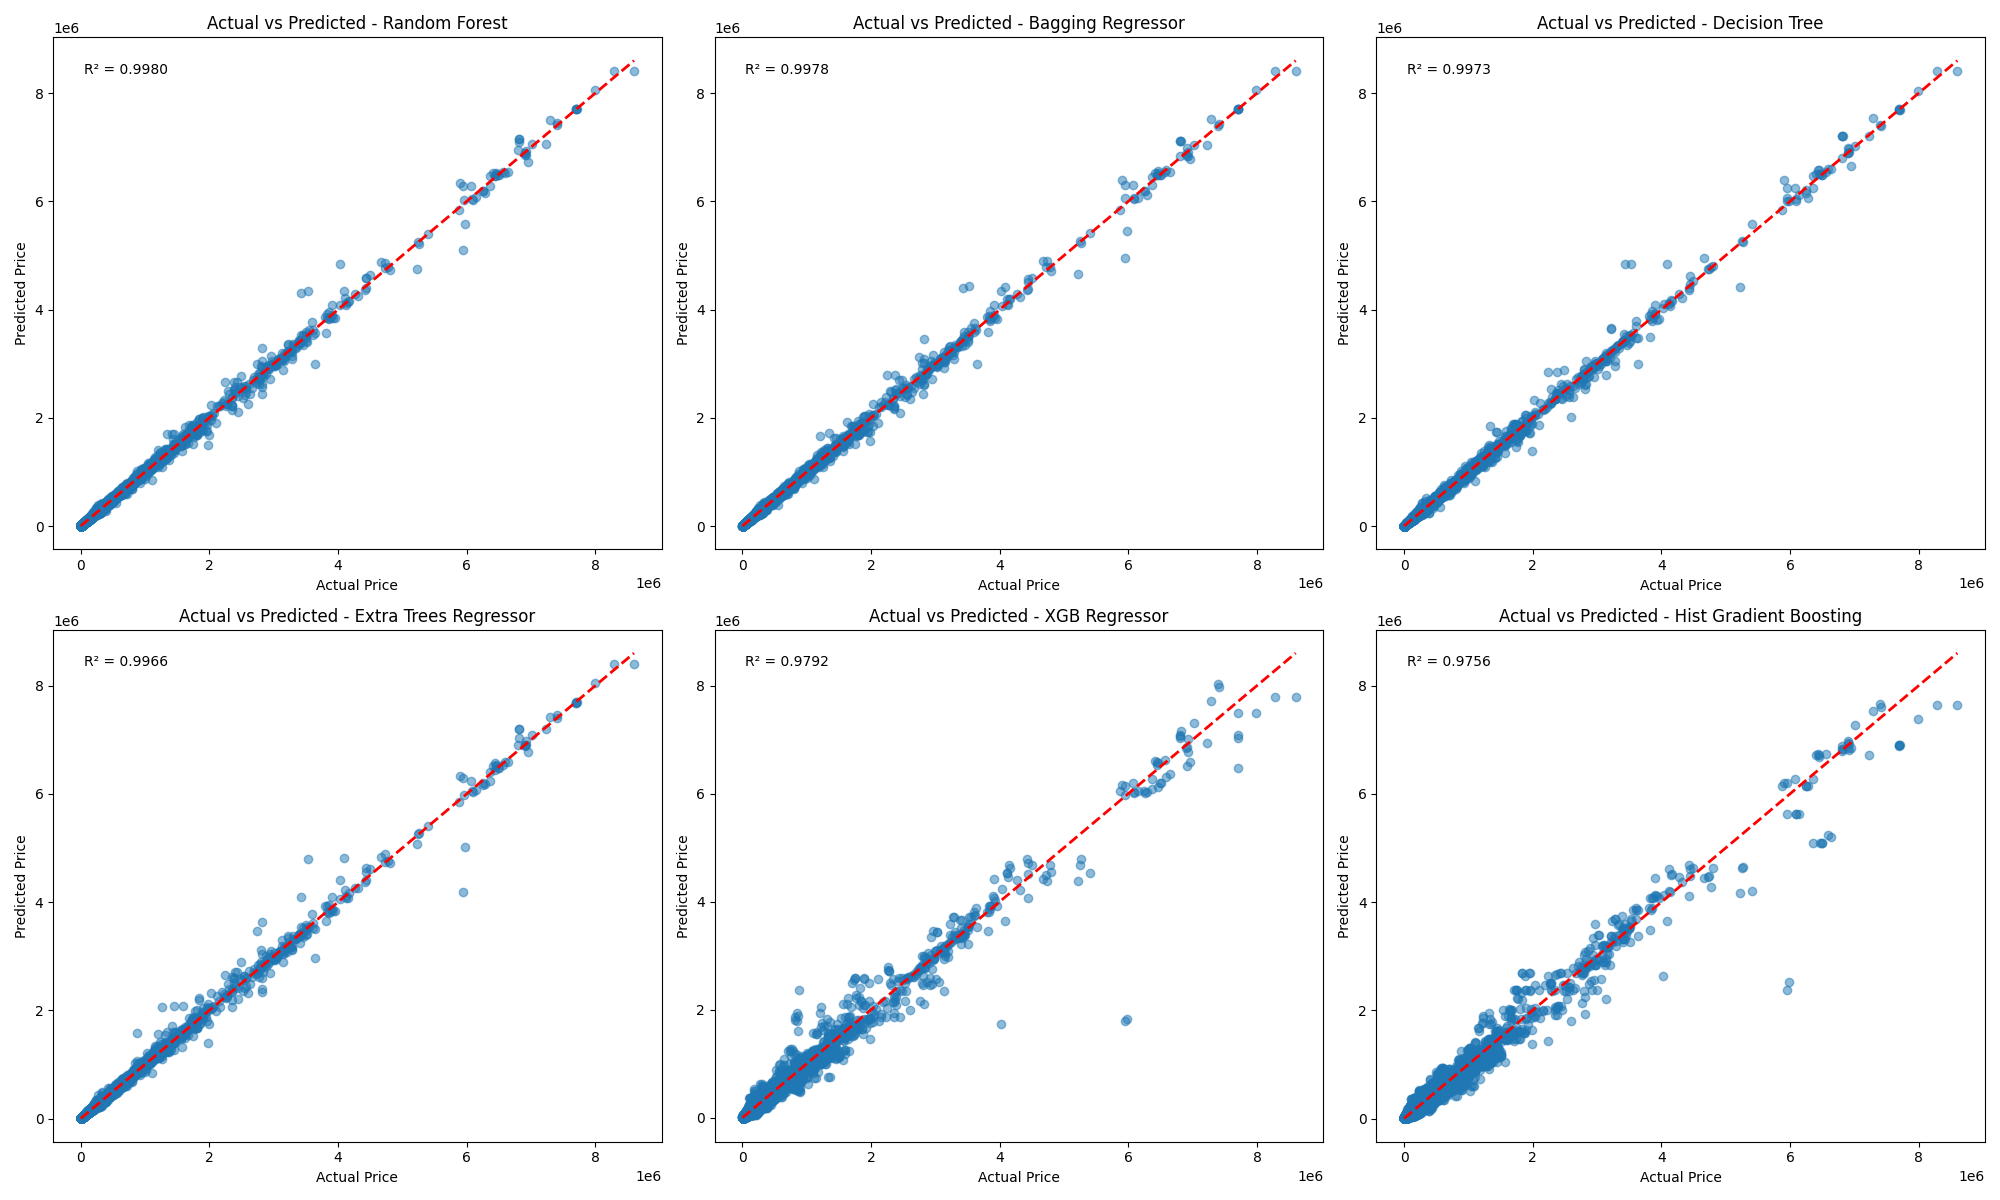 Actual vs Predicted - Random Forest
1e6
R² = 0.9980
8
6
4
2
0
Predicted Price
0 2 4 6 8
1e6
Actual Price
Actual vs Predicted - Bagging Regressor
1e6
R² = 0.9978
8
6
4
2
0
Predicted Price
0 2 4 6 8
1e6
Actual Price
Actual vs Predicted - Decision Tree
1e6
R² = 0.9973
8
6
4
2
0
Predicted Price
0 2 4 6 8
1e6
Actual Price
Actual vs Predicted - Extra Trees Regressor
1e6
R² = 0.9966
8
6
4
2
0
Predicted Price
0 2 4 6 8
1e6
Actual Price
Actual vs Predicted - XGB Regressor
1e6
R² = 0.9792
8
6
4
2
0
Predicted Price
0 2 4 6 8
1e6
Actual Price
Actual vs Predicted - Hist Gradient Boosting
1e6
R² = 0.9756
8
6
4
2
0
Predicted Price
0 2 4 6 8
1e6
Actual Price